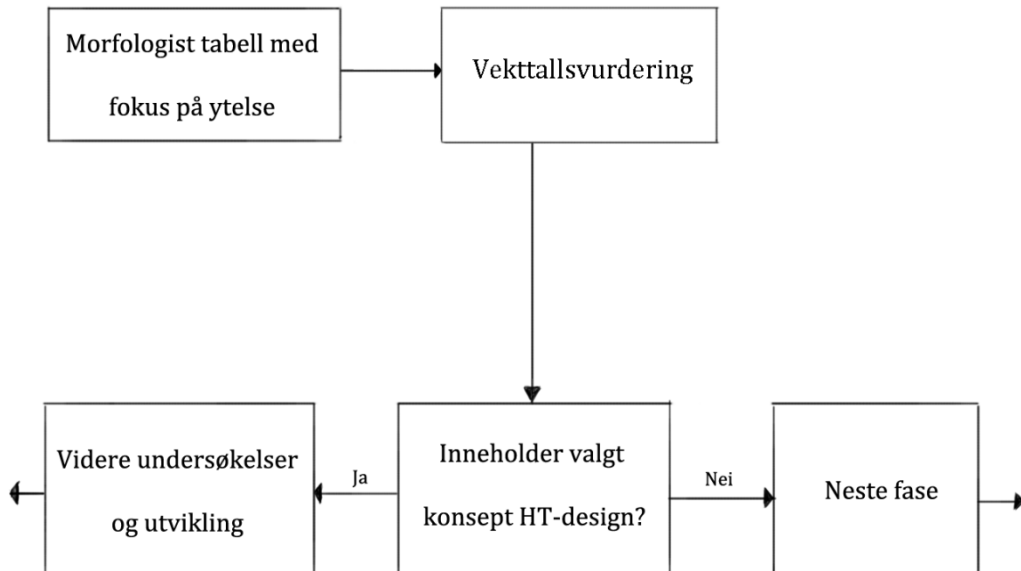 Morfologist tabell med
fokus på ytelse
Vekttallsvurdering
Videre undersøkelser
og utvikling
Ja
Inneholder valgt
konsept HT-design?
Nei
Neste fase